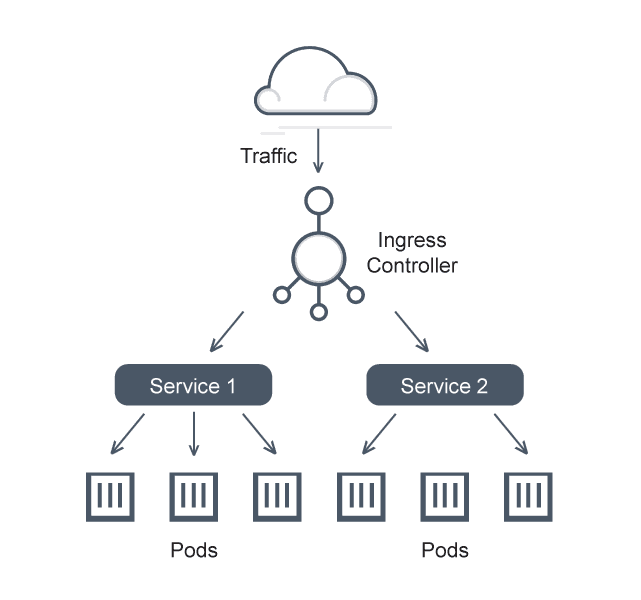 Traffic
Ingress
Controller
Service 1
Service 2
Pods
Pods